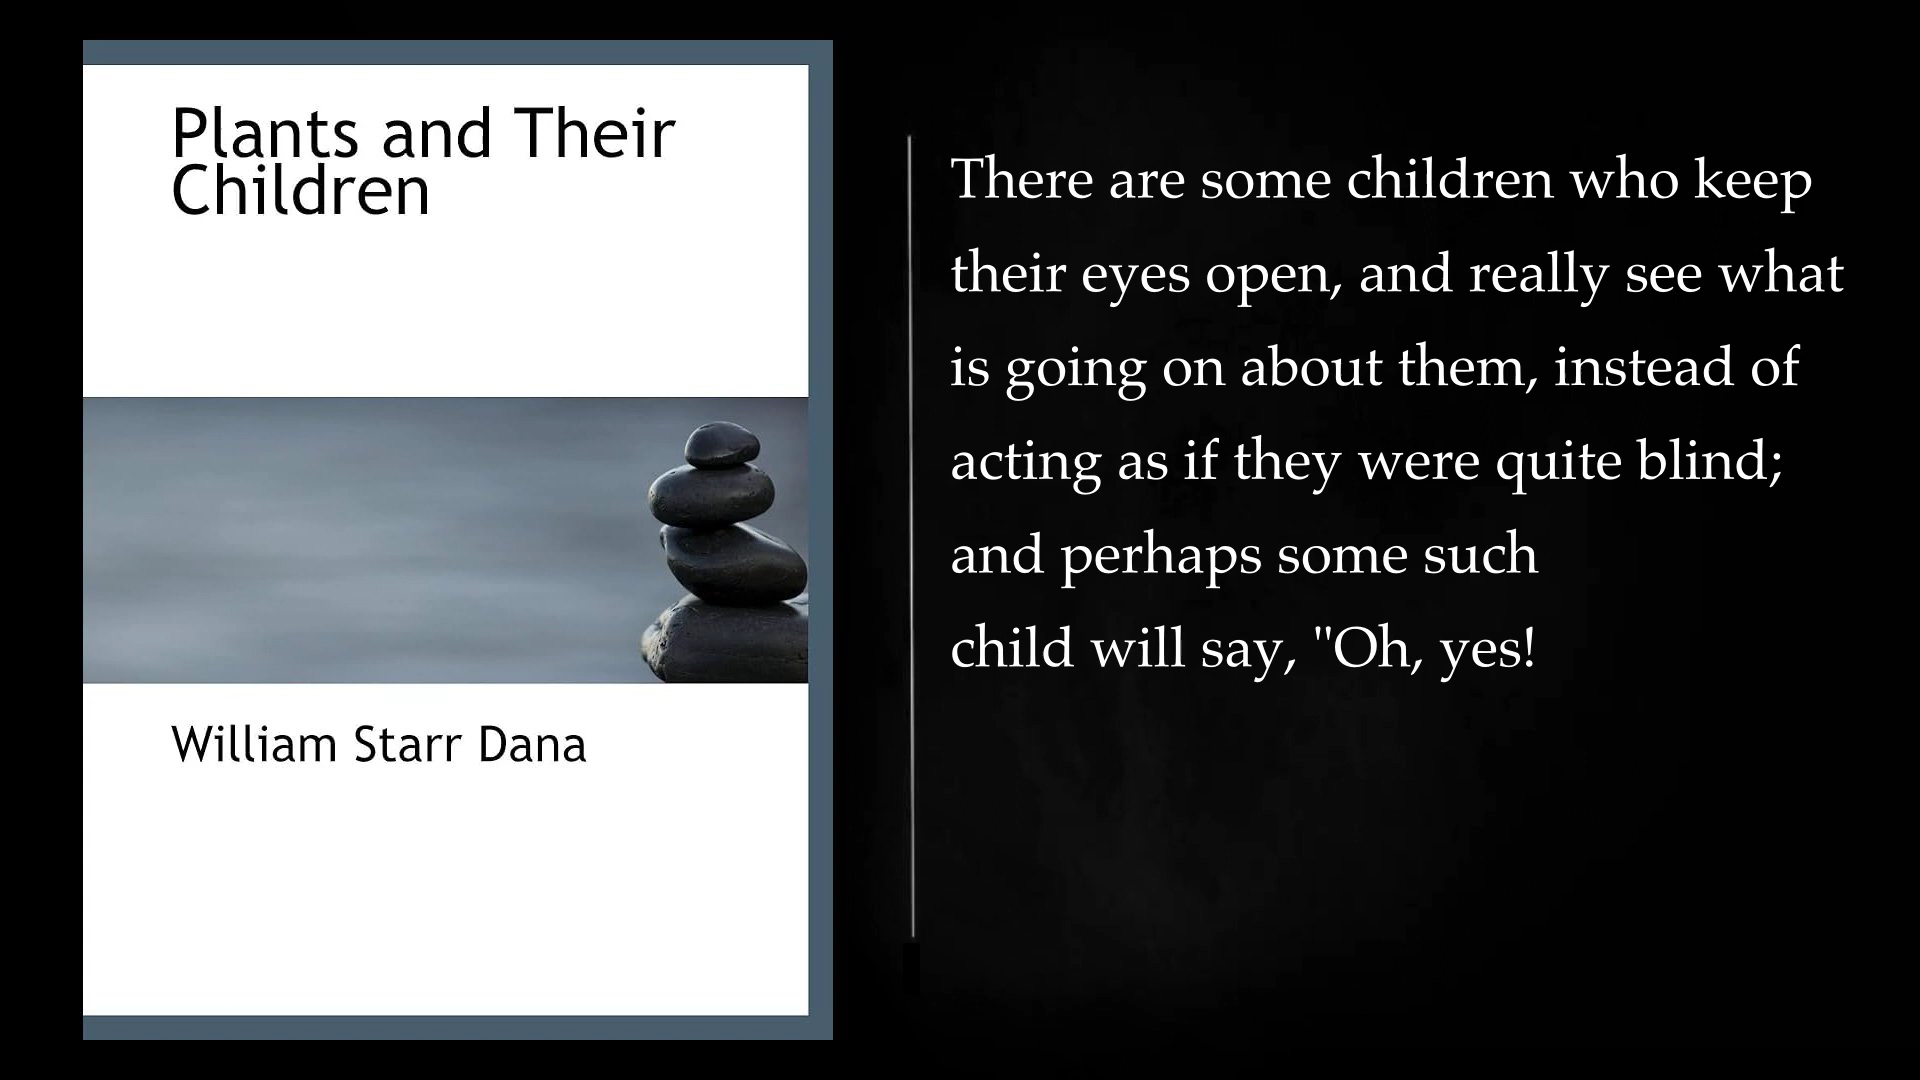 Plants and Their
Children
William Starr Dana
There are some children who keep
their eyes open, and really see what
is going on about them, instead of
acting as if they were quite blind;
and perhaps some such
child will say, "Oh, yes!